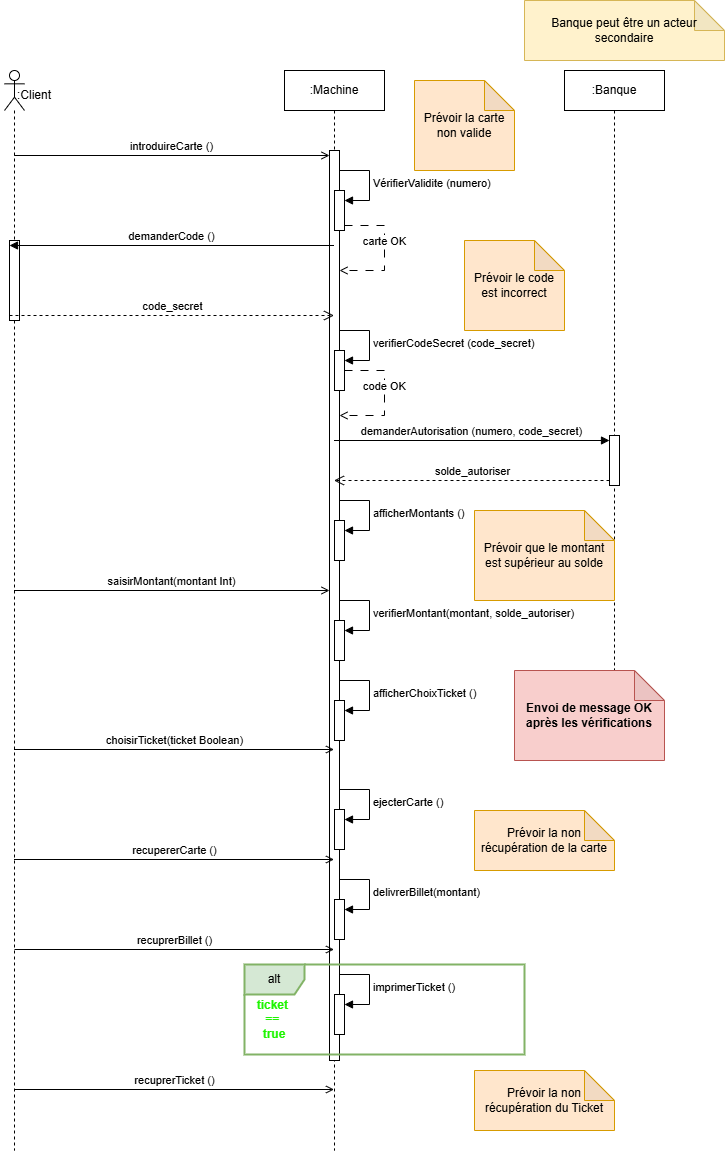 Banque peut être un acteur
secondaire
:Client
:Machine
:Banque
Prévoir la carte
non valide
introduireCarte ()
VérifierValidite (numero)
demanderCode ()
carte OK
Prévoir le code
est incorrect
code_secret
verifierCodeSecret (code_secret)
code OK
demanderAutorisation (numero, code_secret)
solde_autoriser
afficherMontants ()
Prévoir que le montant
est supérieur au solde
saisirMontant(montant Int)
verifierMontant(montant, solde_autoriser)
afficherChoixTicket ()
Envoi de message OK
après les vérifications
choisirTicket(ticket Boolean)
ejecterCarte ()
Prévoir la non
récupération de la carte
recupererCarte ()
delivrerBillet(montant)
recuprerBillet ()
alt
imprimerTicket ()
ticket
==
true
recuprerTicket ()
Prévoir la non
récupération du Ticket